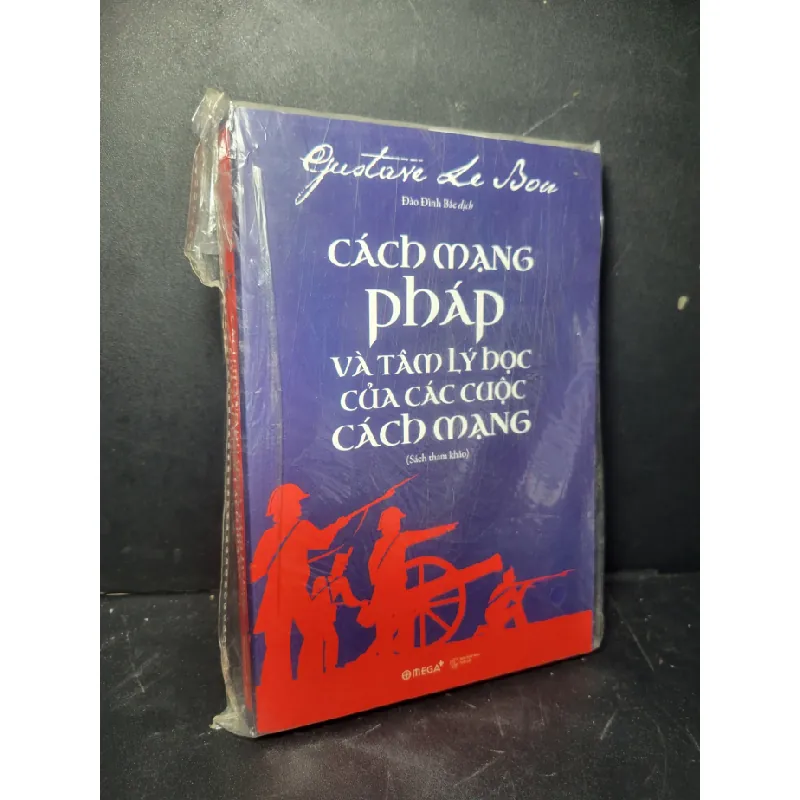 Gustave Le Bon
Đào Đình Bắc dịch
CÁCH MẠNG
PHÁP
VÀ TÂM LÝ HỌC
CỦA CÁC CUỘC
CÁCH MẠNG
(Sách tham khảo)
OMEGA+